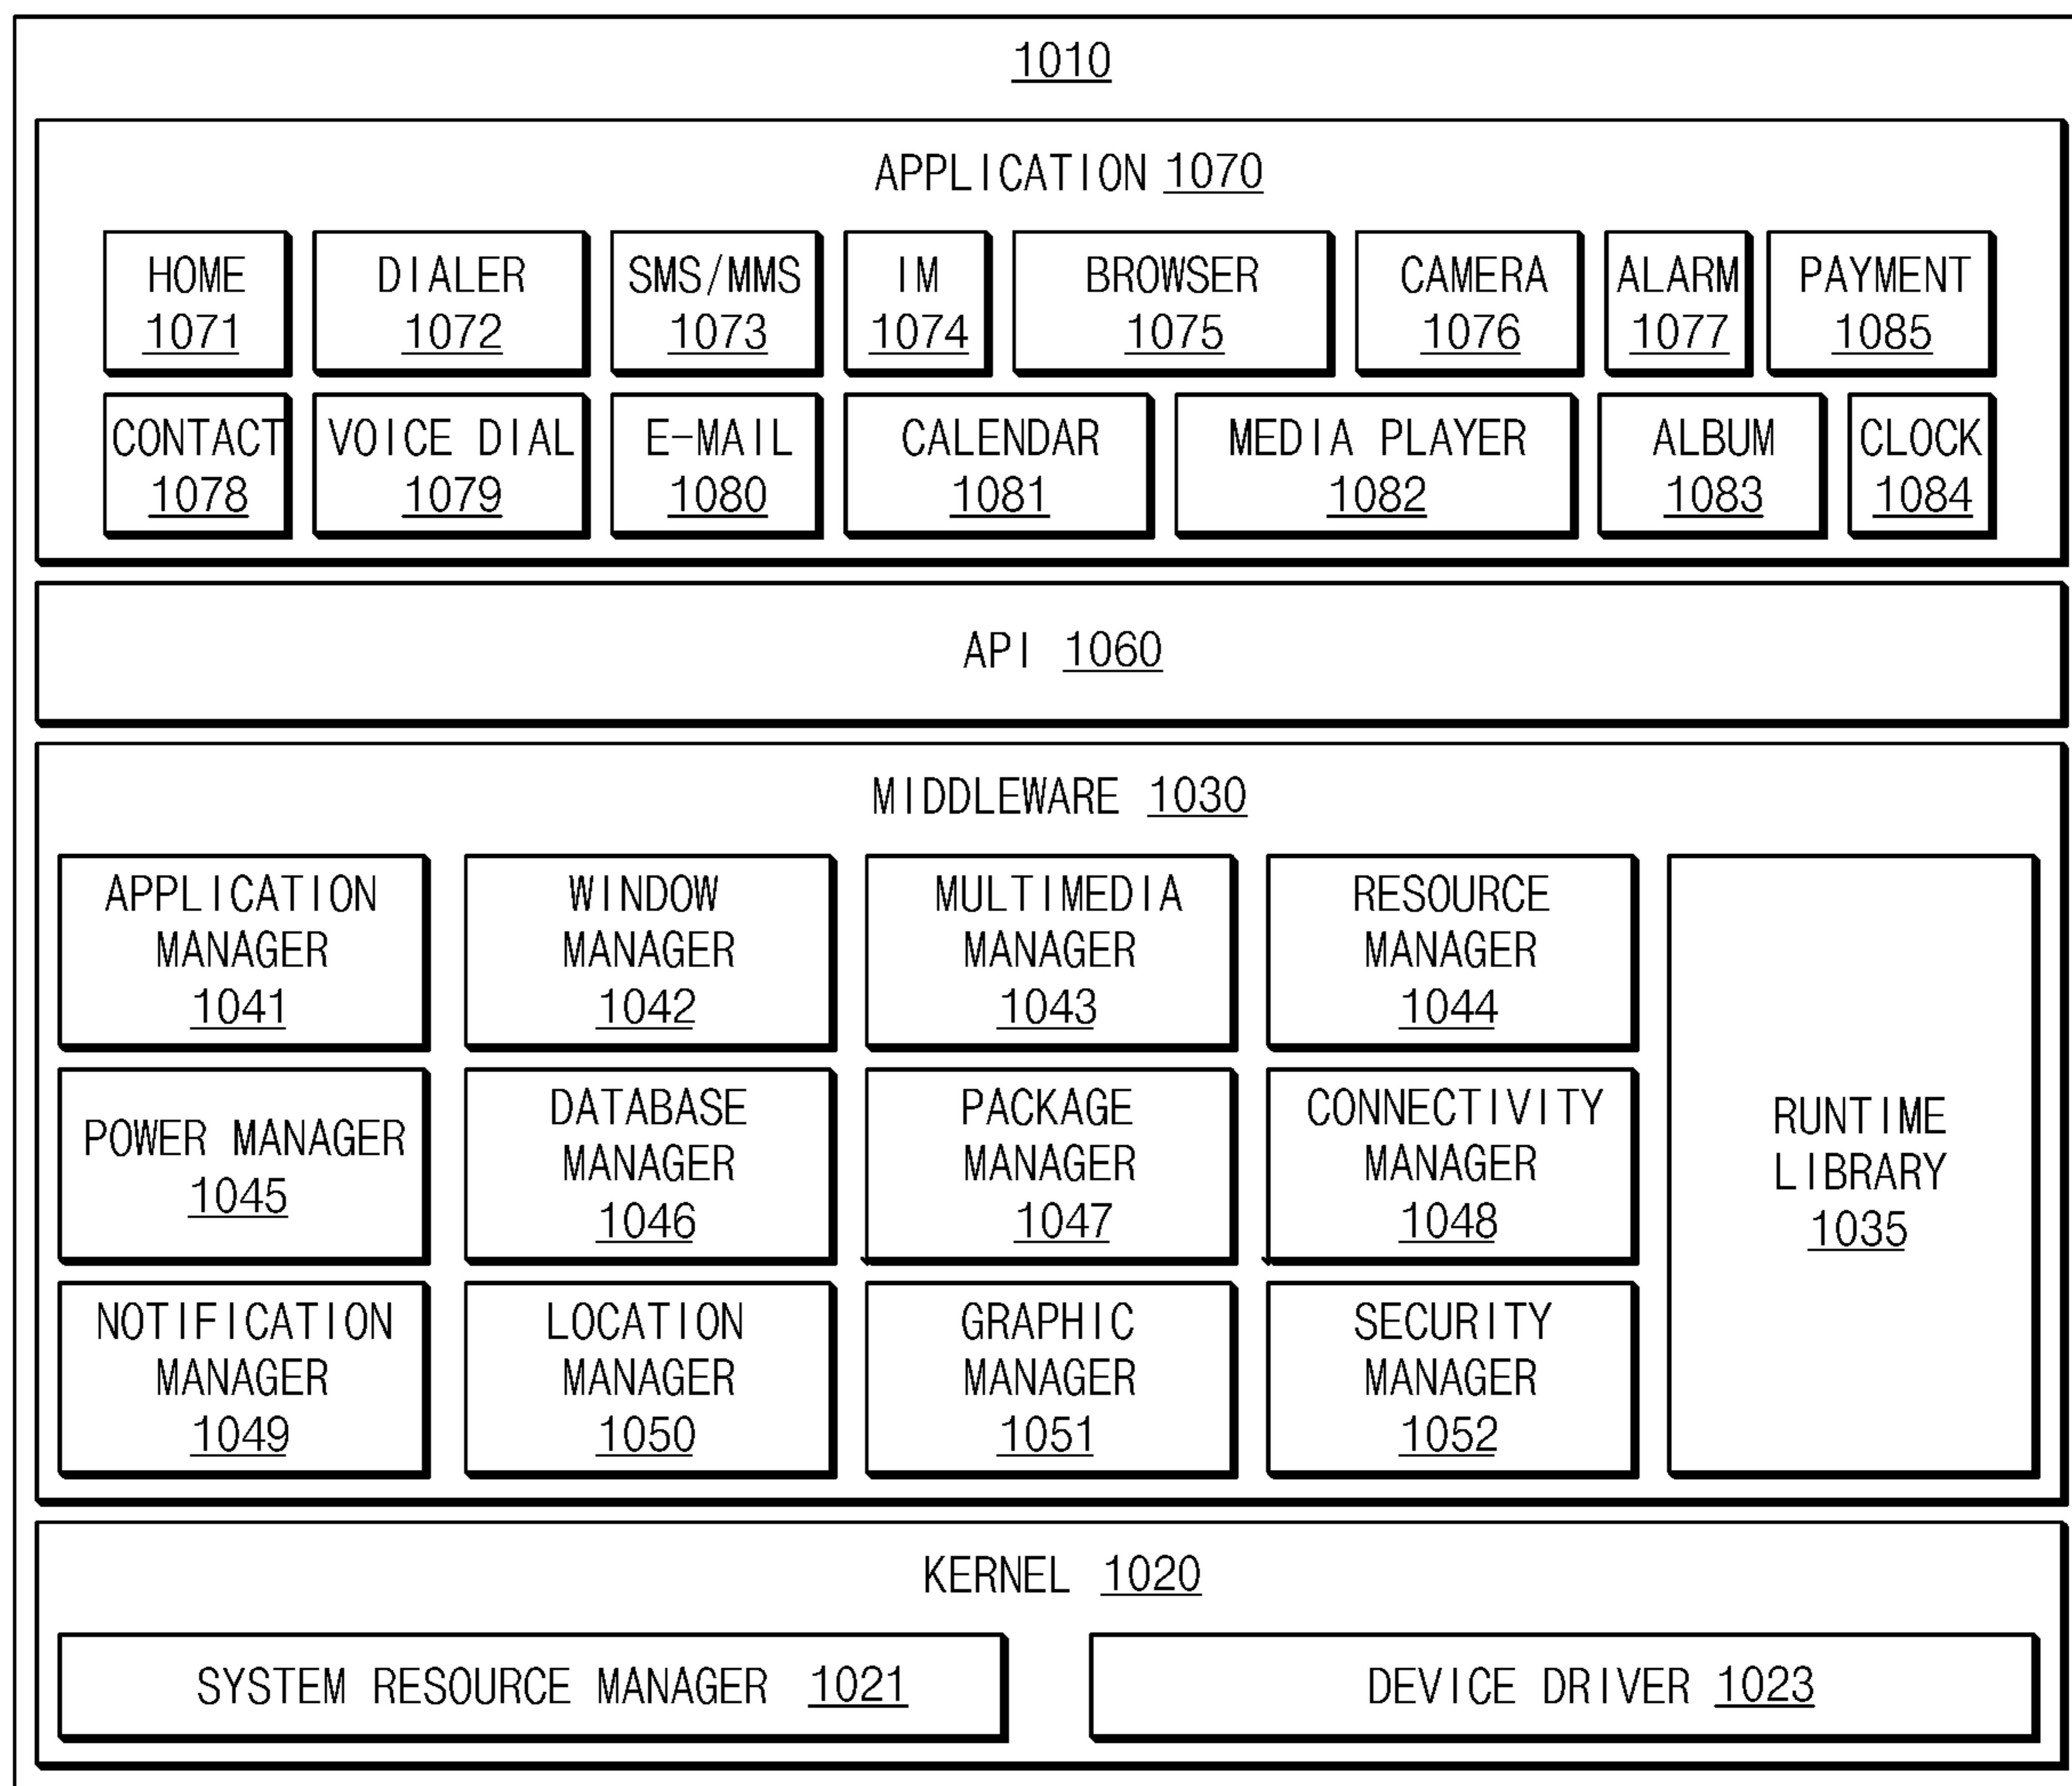 1010
APPLICATION 1070
HOME
1071
DIALER
1072
SMS/MMS
1073
IM
1074
BROWSER
1075
CAMERA
1076
ALARM
1077
PAYMENT
1085
CONTACT
1078
VOICE DIAL
1079
E-MAIL
1080
CALENDAR
1081
MEDIA PLAYER
1082
ALBUM
1083
CLOCK
1084
API 1060
MIDDLEWARE 1030
APPLICATION
MANAGER
1041
WINDOW
MANAGER
1042
MULTIMEDIA
MANAGER
1043
RESOURCE
MANAGER
1044
POWER MANAGER
1045
DATABASE
MANAGER
1046
PACKAGE
MANAGER
1047
CONNECTIVITY
MANAGER
1048
RUNTIME
LIBRARY
1035
NOTIFICATION
MANAGER
1049
LOCATION
MANAGER
1050
GRAPHIC
MANAGER
1051
SECURITY
MANAGER
1052
KERNEL 1020
SYSTEM RESOURCE MANAGER 1021
DEVICE DRIVER 1023